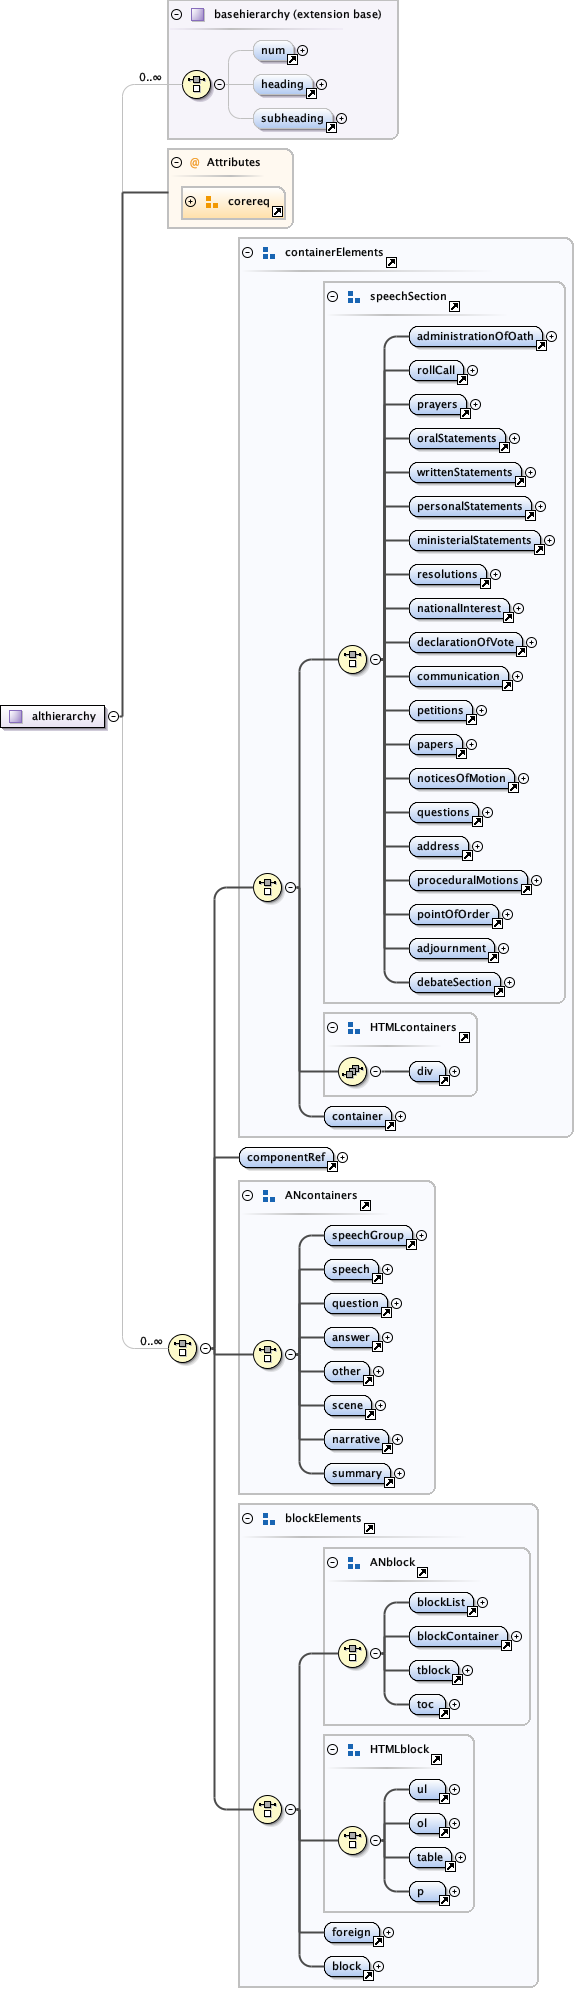 basehierarchy (extension base)
num
0..∞
heading
subheading
@ Attributes
corereq
containerElements
speechSection
administrationOfOath
rollCall
prayers
oralStatements
writtenStatements
personalStatements
ministerialStatements
resolutions
nationalInterest
declarationOfVote
communication
petitions
althierarchy
papers
noticesOfMotion
questions
address
proceduralMotions
pointOfOrder
adjournment
debateSection
HTMLcontainers
div
container
componentRef
ANcontainers
speechGroup
speech
question
answer
0..∞
other
scene
narrative
summary
blockElements
ANblock
blockList
blockContainer
tblock
toc
HTMLblock
ul
ol
table
p
foreign
block